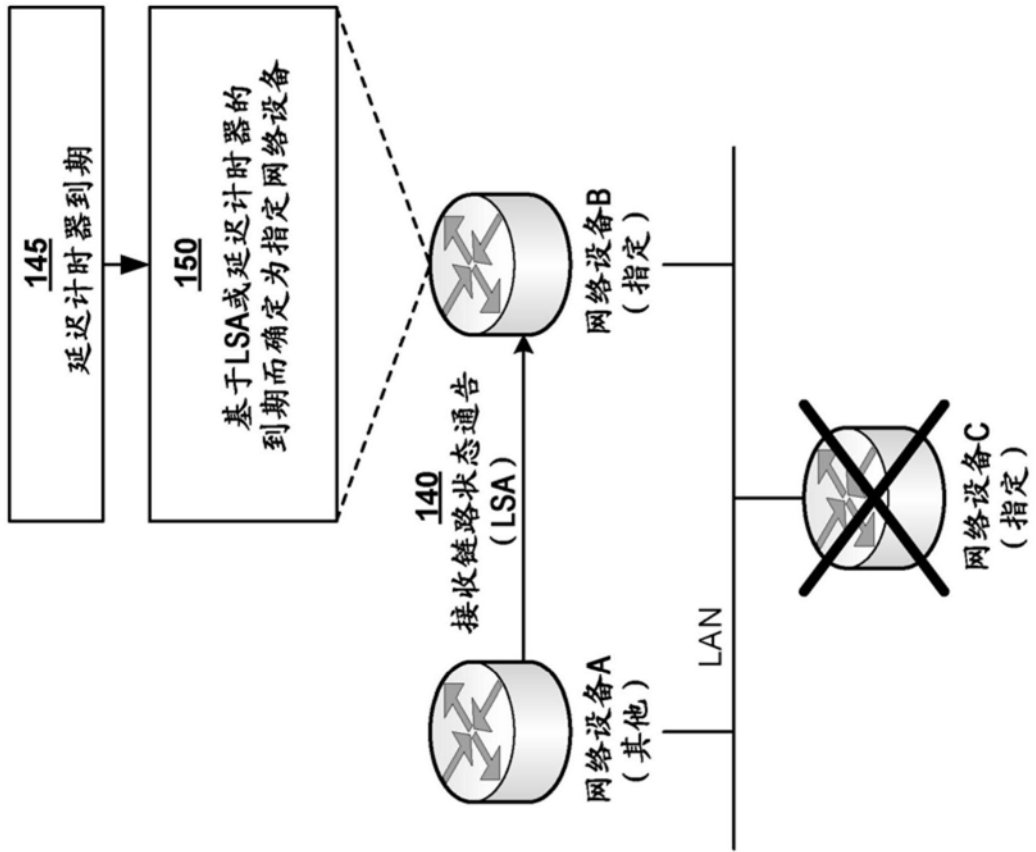 145
延迟计时器到期
150
基于LSA或延迟计时器的
到期而确定为指定网络设备
140
接收链路状态通告
(LSA)
网络设备A
(其他)
网络设备B
(指定)
LAN
网络设备C
(指定)